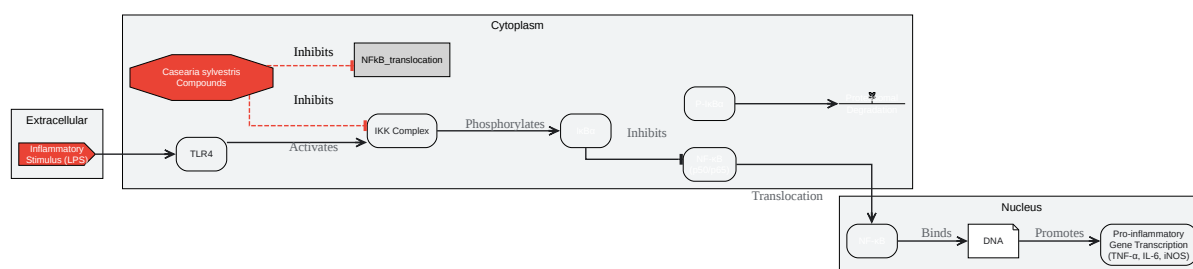 Cytoplasm
Inhibits
NFkB_translocation
Casearia sylvestris
Compounds
Inhibits
Extracellular
IKK Complex
Phosphorylates
Inhibits
Inflammatory
Stimulus (LPS)
TLR4
Activates
Translocation
Nucleus
Binds
DNA
Promotes
Pro-inflammatory
Gene Transcription
(TNF-α, IL-6, iNOS)